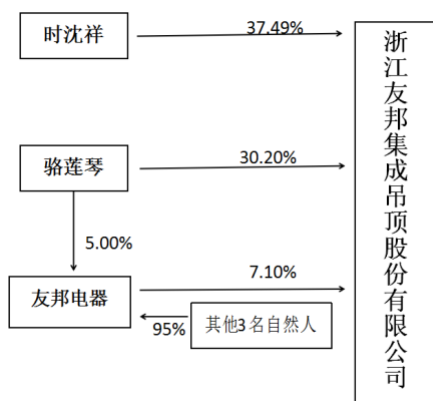 时沈祥
37.49%
骆莲琴
30.20%
5.00%
友邦电器
7.10%
95%
其他3名自然人
浙江友邦集成吊顶股份有限公司